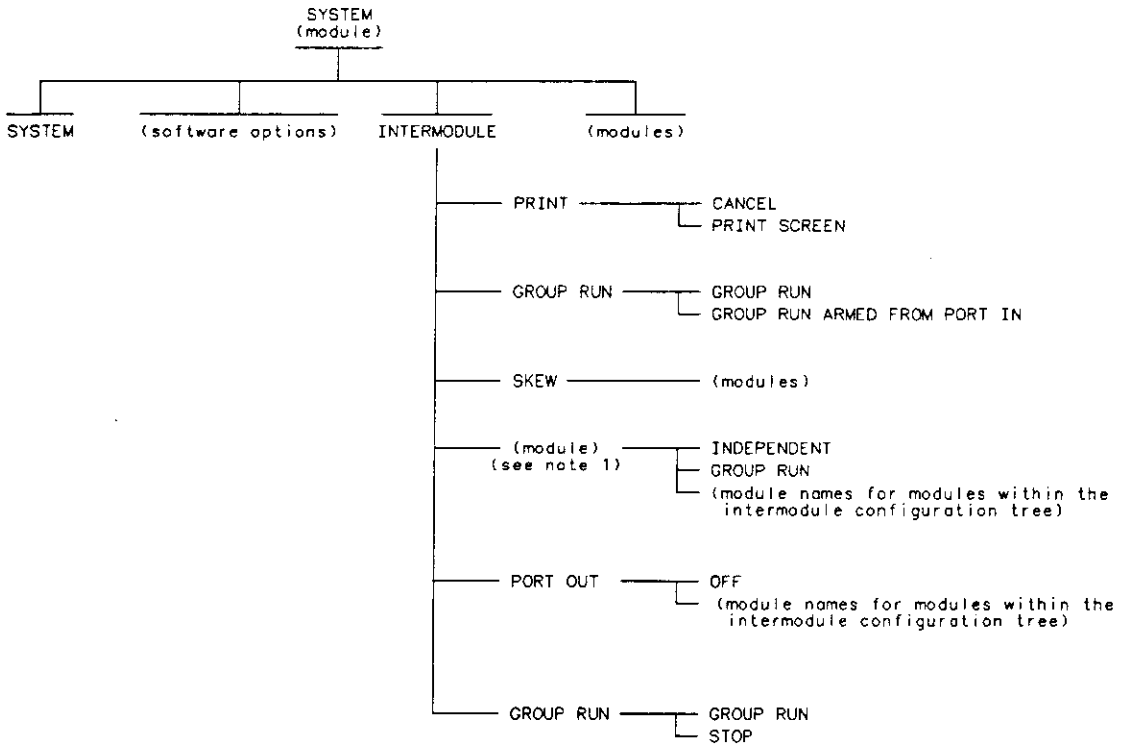 SYSTEM
(module)
SYSTEM
(software options)
INTERMODULE
(modules)
PRINT
CANCEL
PRINT SCREEN
GROUP RUN
GROUP RUN
GROUP RUN ARMED FROM PORT IN
SKEW
(modules)
(module)
(see note 1)
INDEPENDENT
GROUP RUN
(module names for modules within the
intermodule configuration tree)
PORT OUT
OFF
(module names for modules within the
intermodule configuration tree)
GROUP RUN
GROUP RUN
STOP